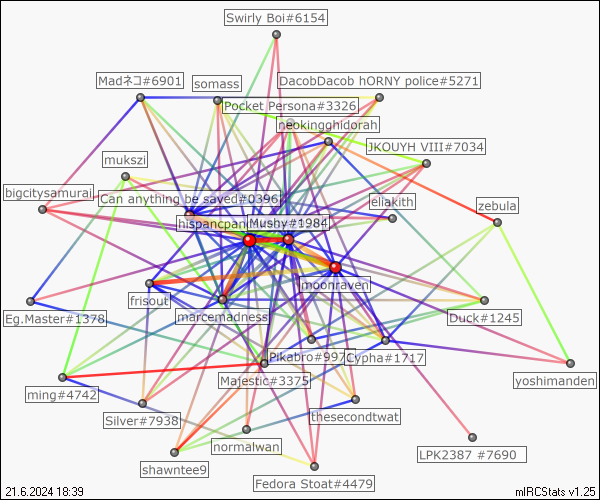 Swirly Boi#6154
Madネコ#6901
somass
DacobDacob hORNY police#5271
Pocket Persona#3326
neokingghidorah
JKOUYH VIII#7034
mukszi
bigcitysamurai
Can anything be saved#0396
eliakith
zebula
hispancpan
Mushy#1984
moonraven
frisout
marcemadness
Eg.Master#1378
Duck#1245
Pikabro#997
Cypha#1717
Majestic#3375
yoshimanden
ming#4742
Silver#7938
thesecondtwat
normalwan
LPK2387 #7690
shawntee9
Fedora Stoat#4479
21.6.2024 18:39
mIRCStats v1.25